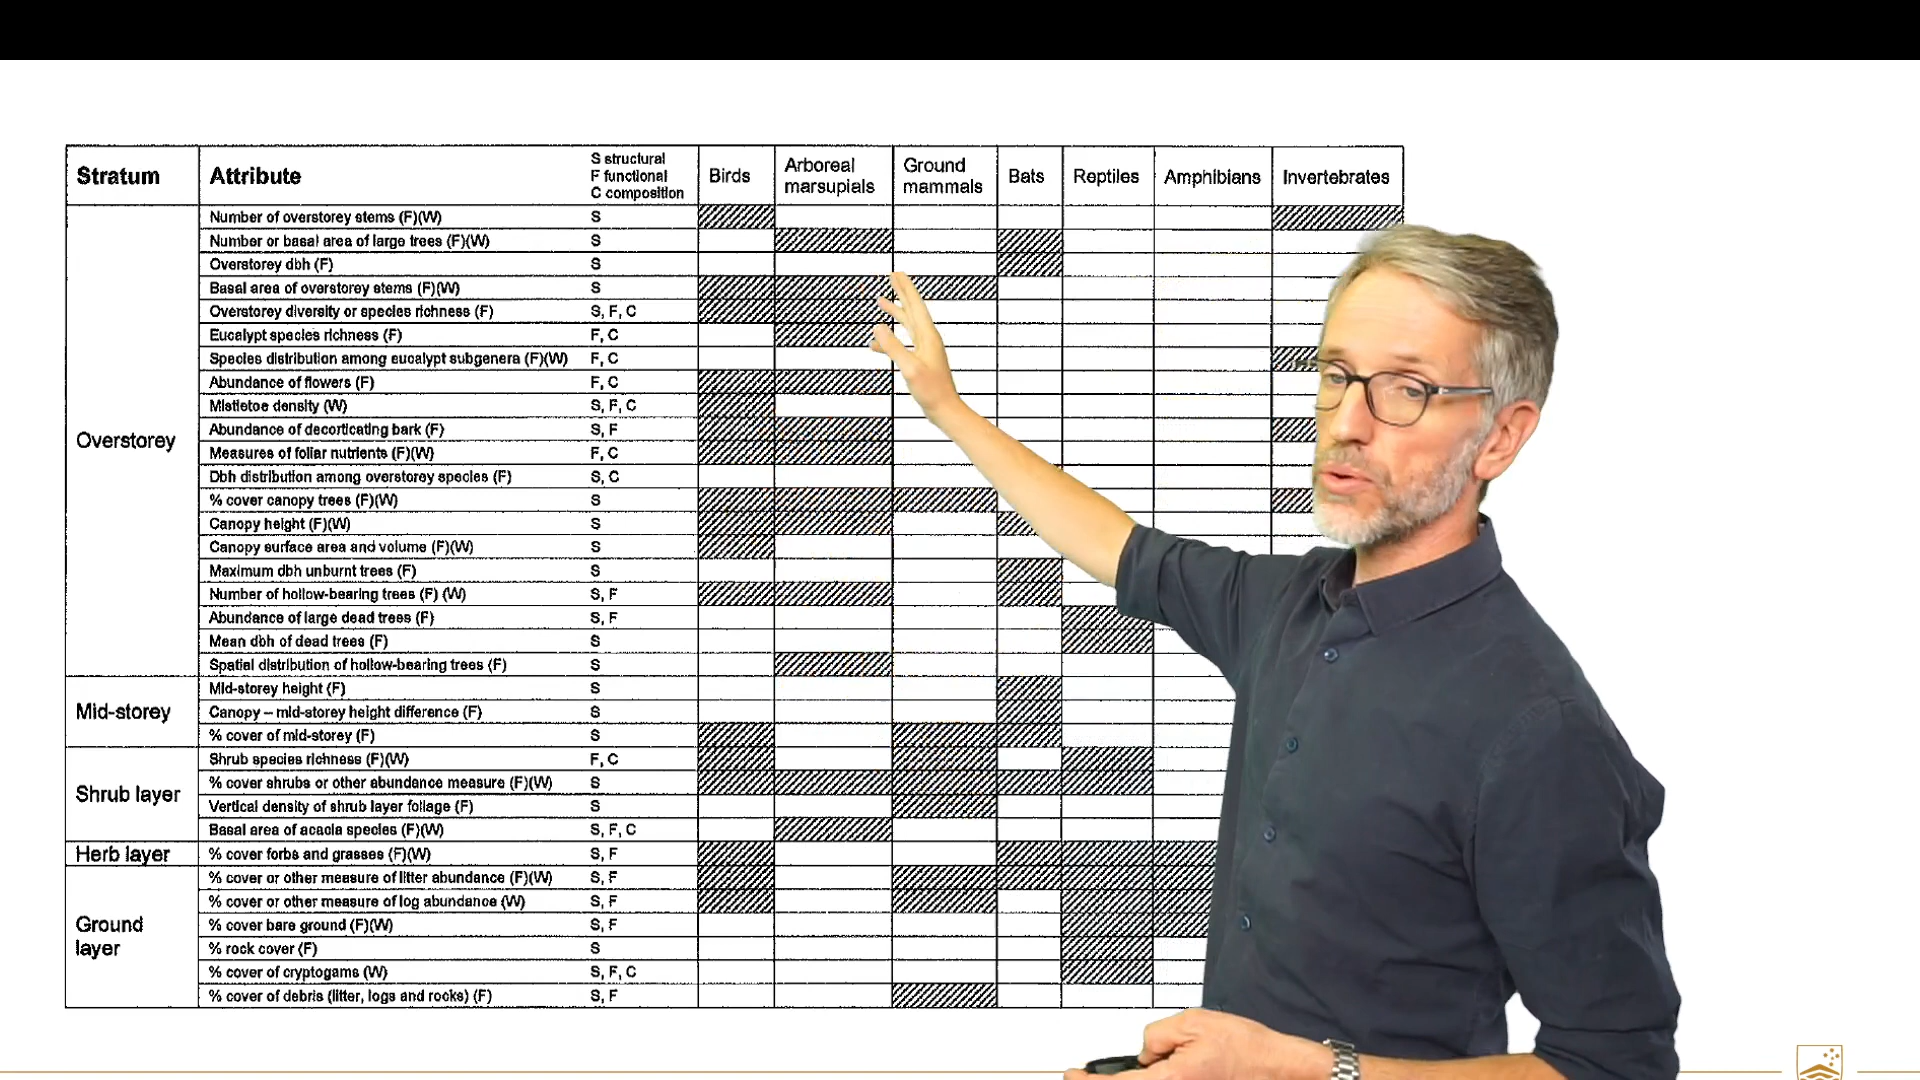 Stratum Attribute S structural F functional C composition Birds Arboreal marsupials Ground mammals Bats Reptiles Amphibians Invertebrates
Overstorey
Number of overstorey stems (F)(W) S
Number or basal area of large trees (F)(W) S
Overstorey dbh (F) S
Basal area of overstorey stems (F)(W) S
Overstorey diversity or species richness (F) S, F, C
Eucalypt species richness (F) F, C
Species distribution among eucalypt subgenera (F)(W) F, C
Abundance of flowers (F) F, C
Mistletoe density (W) S, F, C
Abundance of decorticating bark (F) S, F
Measures of foliar nutrients (F)(W) F, C
Dbh distribution among overstorey species (F) S, C
% cover canopy trees (F)(W) S
Canopy height (F)(W) S
Canopy surface area and volume (F)(W) S
Maximum dbh unburnt trees (F) S
Number of hollow-bearing trees (F) (W) S, F
Abundance of large dead trees (F) S, F
Mean dbh of dead trees (F) S
Spatial distribution of hollow-bearing trees (F) S
Mid-storey
Mid-storey height (F) S
Canopy – mid-storey height difference (F) S
% cover of mid-storey (F) S
Shrub layer
Shrub species richness (F)(W) F, C
% cover shrubs or other abundance measure (F)(W) S
Vertical density of shrub layer foliage (F) S
Basal area of acacia species (F)(W) S, F, C
Herb layer
% cover forbs and grasses (F)(W) S, F
Ground layer
% cover or other measure of litter abundance (F)(W) S, F
% cover or other measure of log abundance (W) S, F
% cover bare ground (F)(W) S, F
% rock cover (F) S
% cover of cryptogams (W) S, F, C
% cover of debris (litter, logs and rocks) (F) S, F